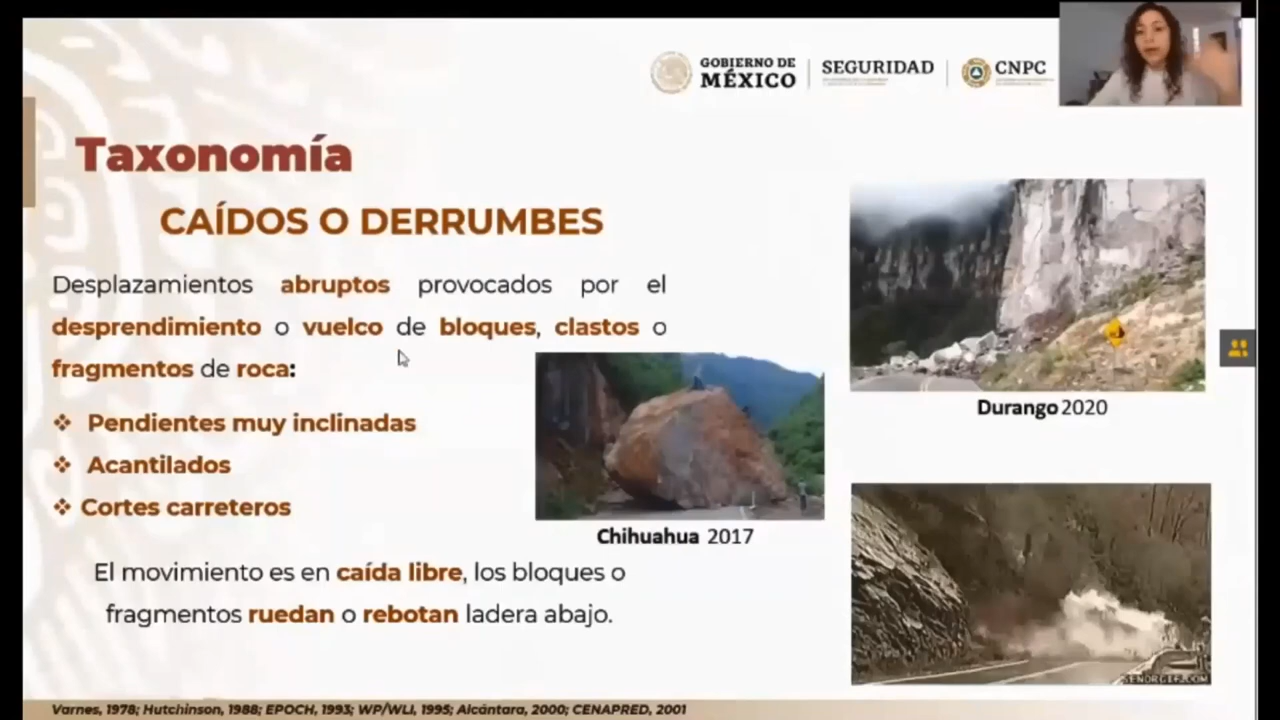 GOBIERNO DE
MÉXICO
SEGURIDAD
CNPC
Taxonomía
CAÍDOS O DERRUMBES
Desplazamientos abruptos provocados por el
desprendimiento o vuelco de bloques, clastos o
fragmentos de roca:
❖ Pendientes muy inclinadas
❖ Acantilados
❖ Cortes carreteros
El movimiento es en caída libre, los bloques o
fragmentos ruedan o rebotan ladera abajo.
Durango 2020
Chihuahua 2017
SENORGIF.COM
Varnes, 1978; Hutchinson, 1988; EPOCH, 1993; WP/WLI, 1995; Alcántara, 2000; CENAPRED, 2001